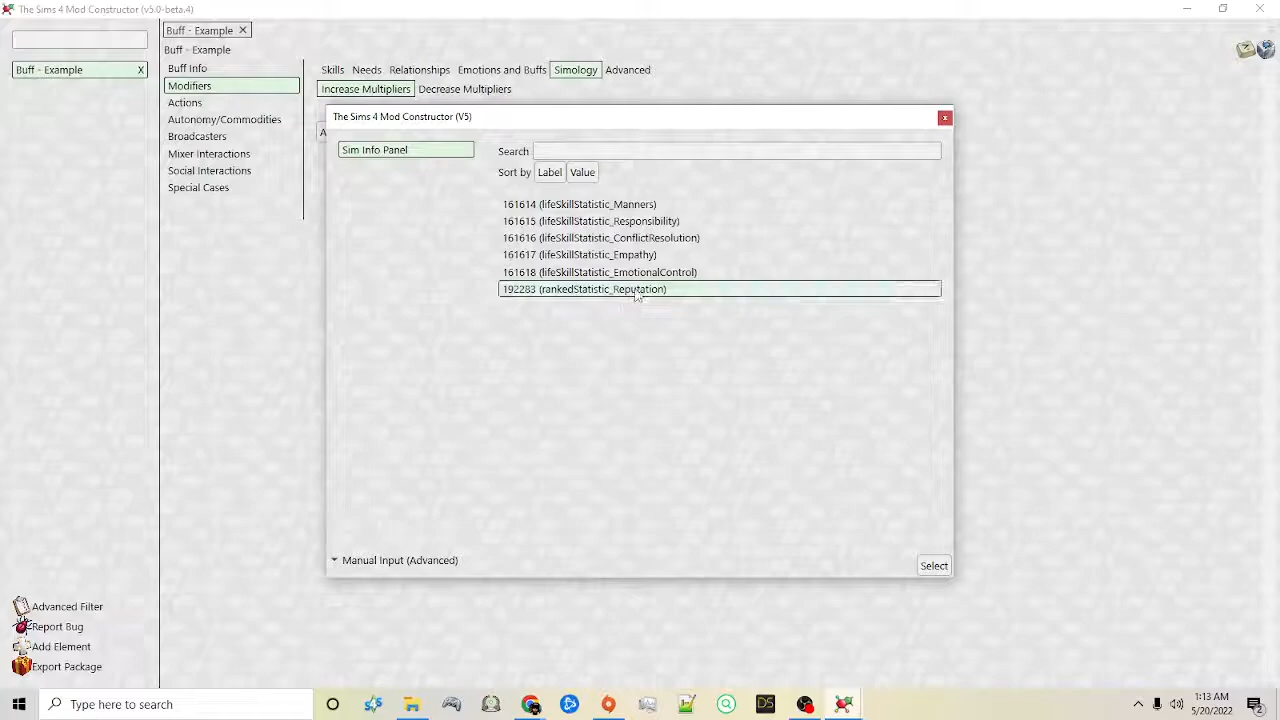 The Sims 4 Mod Constructor (v5.0-beta.4)
Buff - Example X
Buff - Example
Buff - Example X
Buff Info
Modifiers
Actions
Autonomy/Commodities
Broadcasters
Mixer Interactions
Social Interactions
Special Cases
Skills Needs Relationships Emotions and Buffs Simology Advanced
Increase Multipliers Decrease Multipliers
A
The Sims 4 Mod Constructor (V5)
x
Sim Info Panel
Search
Sort by Label Value
161614 (lifeSkillStatistic_Manners)
161615 (lifeSkillStatistic_Responsibility)
161616 (lifeSkillStatistic_ConflictResolution)
161617 (lifeSkillStatistic_Empathy)
161618 (lifeSkillStatistic_EmotionalControl)
192283 (rankedStatistic_Reputation)
Manual Input (Advanced)
Select
Advanced Filter
Report Bug
Add Element
Export Package
Type here to search
DS
1:13 AM
5/20/2022
2